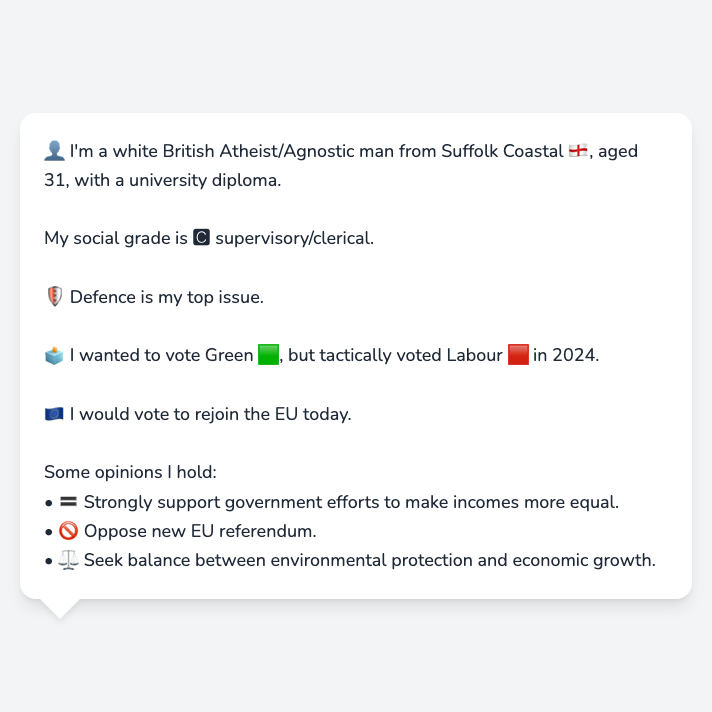 👤 I'm a white British Atheist/Agnostic man from Suffolk Coastal 🏴󠁧󠁢󠁥󠁮󠁧󠁿, aged
31, with a university diploma.
My social grade is 🅲 supervisory/clerical.
🛡️ Defence is my top issue.
🗳️ I wanted to vote Green 🟩, but tactically voted Labour 🟥 in 2024.
🇪🇺 I would vote to rejoin the EU today.
Some opinions I hold:
• 🟰 Strongly support government efforts to make incomes more equal.
• 🚫 Oppose new EU referendum.
• ⚖️ Seek balance between environmental protection and economic growth.